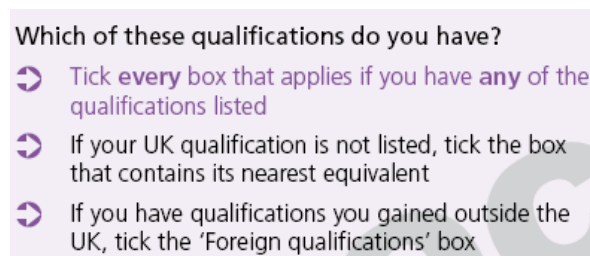 Which of these qualifications do you have?
Tick every box that applies if you have any of the
qualifications listed
If your UK qualification is not listed, tick the box
that contains its nearest equivalent
If you have qualifications you gained outside the
UK, tick the ‘Foreign qualifications’ box